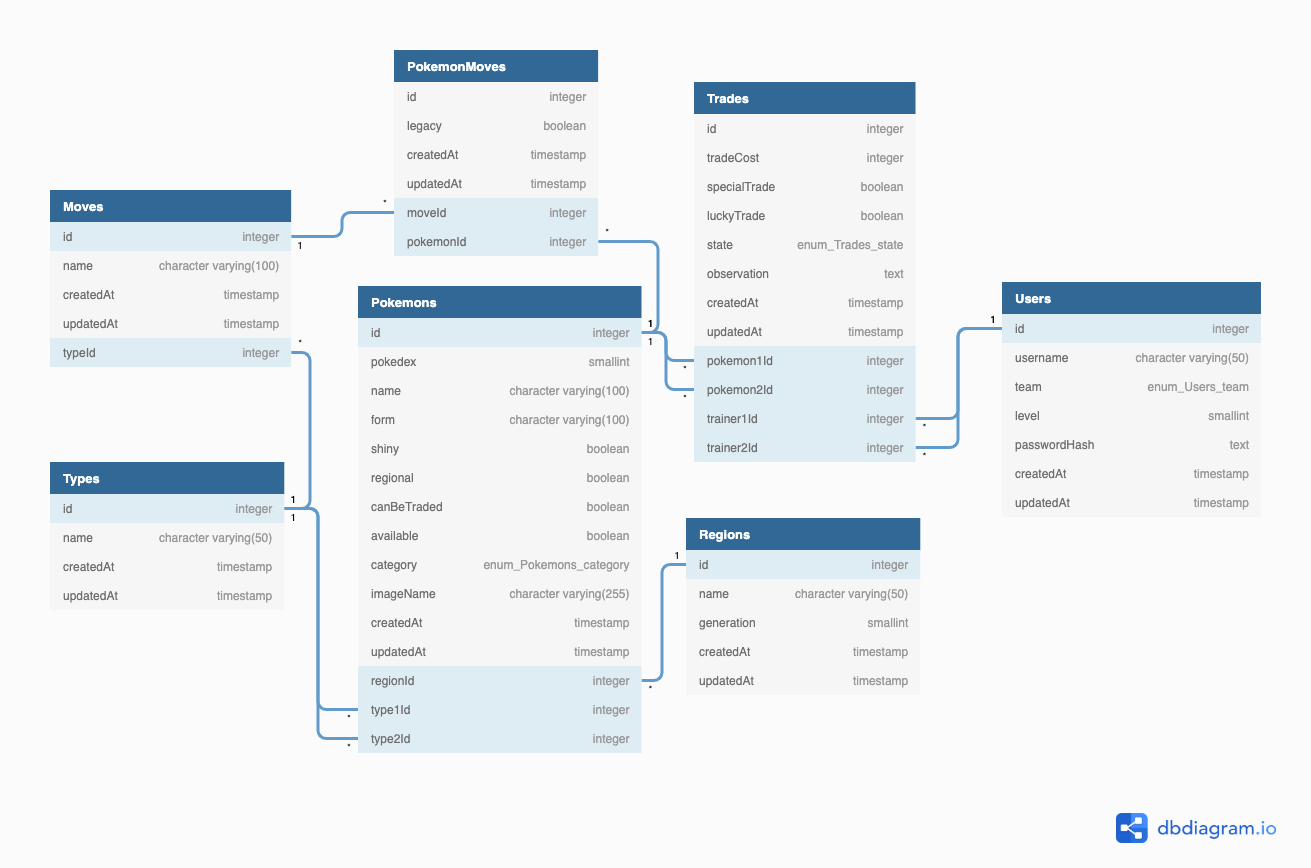 PokemonMoves
id integer
legacy boolean
createdAt timestamp
updatedAt timestamp
* moveId integer
pokemonId integer *
Trades
id integer
tradeCost integer
specialTrade boolean
luckyTrade boolean
state enum_Trades_state
observation text
createdAt timestamp
updatedAt timestamp
* pokemon1Id integer
* pokemon2Id integer
trainer1Id integer *
trainer2Id integer *
Moves
id integer 1
name character varying(100)
createdAt timestamp
updatedAt timestamp
typeId integer *
Pokemons
id integer 1
1
pokedex smallint
name character varying(100)
form character varying(100)
shiny boolean
regional boolean
canBeTraded boolean
available boolean
category enum_Pokemons_category
imageName character varying(255)
createdAt timestamp
updatedAt timestamp
regionId integer *
* type1Id integer
* type2Id integer
Users
1 id integer
username character varying(50)
team enum_Users_team
level smallint
passwordHash text
createdAt timestamp
updatedAt timestamp
Types
id integer 1
1
name character varying(50)
createdAt timestamp
updatedAt timestamp
Regions
1 id integer
name character varying(50)
generation smallint
createdAt timestamp
updatedAt timestamp
dbdiagram.io